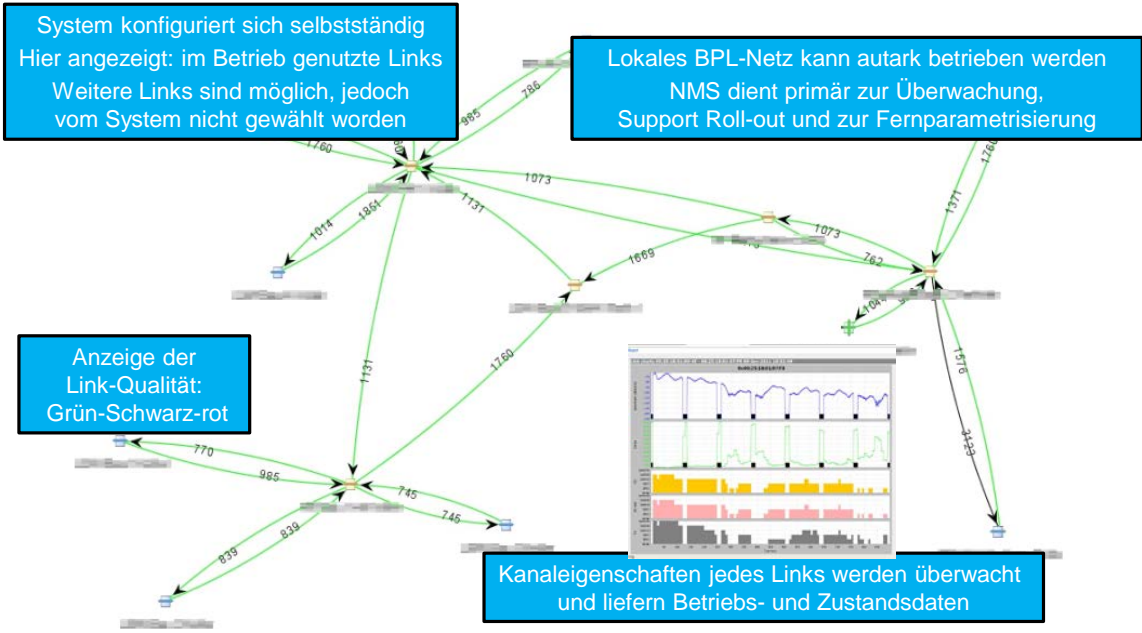 System konfiguriert sich selbstständig
Hier angezeigt: im Betrieb genutzte Links
Weitere Links sind möglich, jedoch
vom System nicht gewählt worden
Lokales BPL-Netz kann autark betrieben werden
NMS dient primär zur Überwachung,
Support Roll-out und zur Fernparametrisierung
985
786
1760
1760
1371
1073
1131
1014
1851
1073
762
1669
1131
1760
1576
3123
Anzeige der
Link-Qualität:
Grün-Schwarz-rot
770
985
745
745
839
839
Kanaleigenschaften jedes Links werden überwacht
und liefern Betriebs- und Zustandsdaten